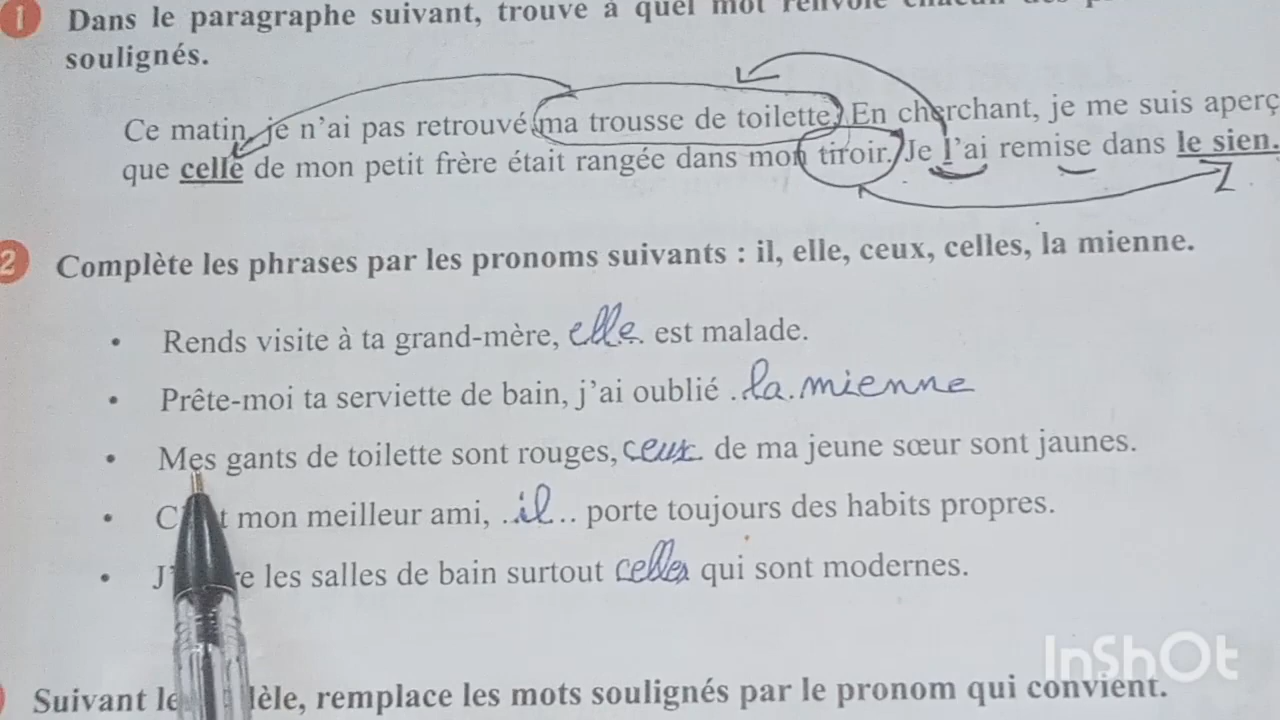 1 Dans le paragraphe suivant, trouve à quel mot renvoie chacun des
soulignés.
Ce matin, je n'ai pas retrouvé ma trousse de toilette. En cherchant, je me suis aperç
que celle de mon petit frère était rangée dans mon tiroir. Je l'ai remise dans le sien.
2 Complète les phrases par les pronoms suivants : il, elle, ceux, celles, la mienne.
• Rends visite à ta grand-mère, elle. est malade.
• Prête-moi ta serviette de bain, j'ai oublié .la.mienne
• Mes gants de toilette sont rouges, ceux. de ma jeune sœur sont jaunes.
• mon meilleur ami, ..il... porte toujours des habits propres.
• les salles de bain surtout celles qui sont modernes.
InShOt
Suivant remplace les mots soulignés par le pronom qui convient.